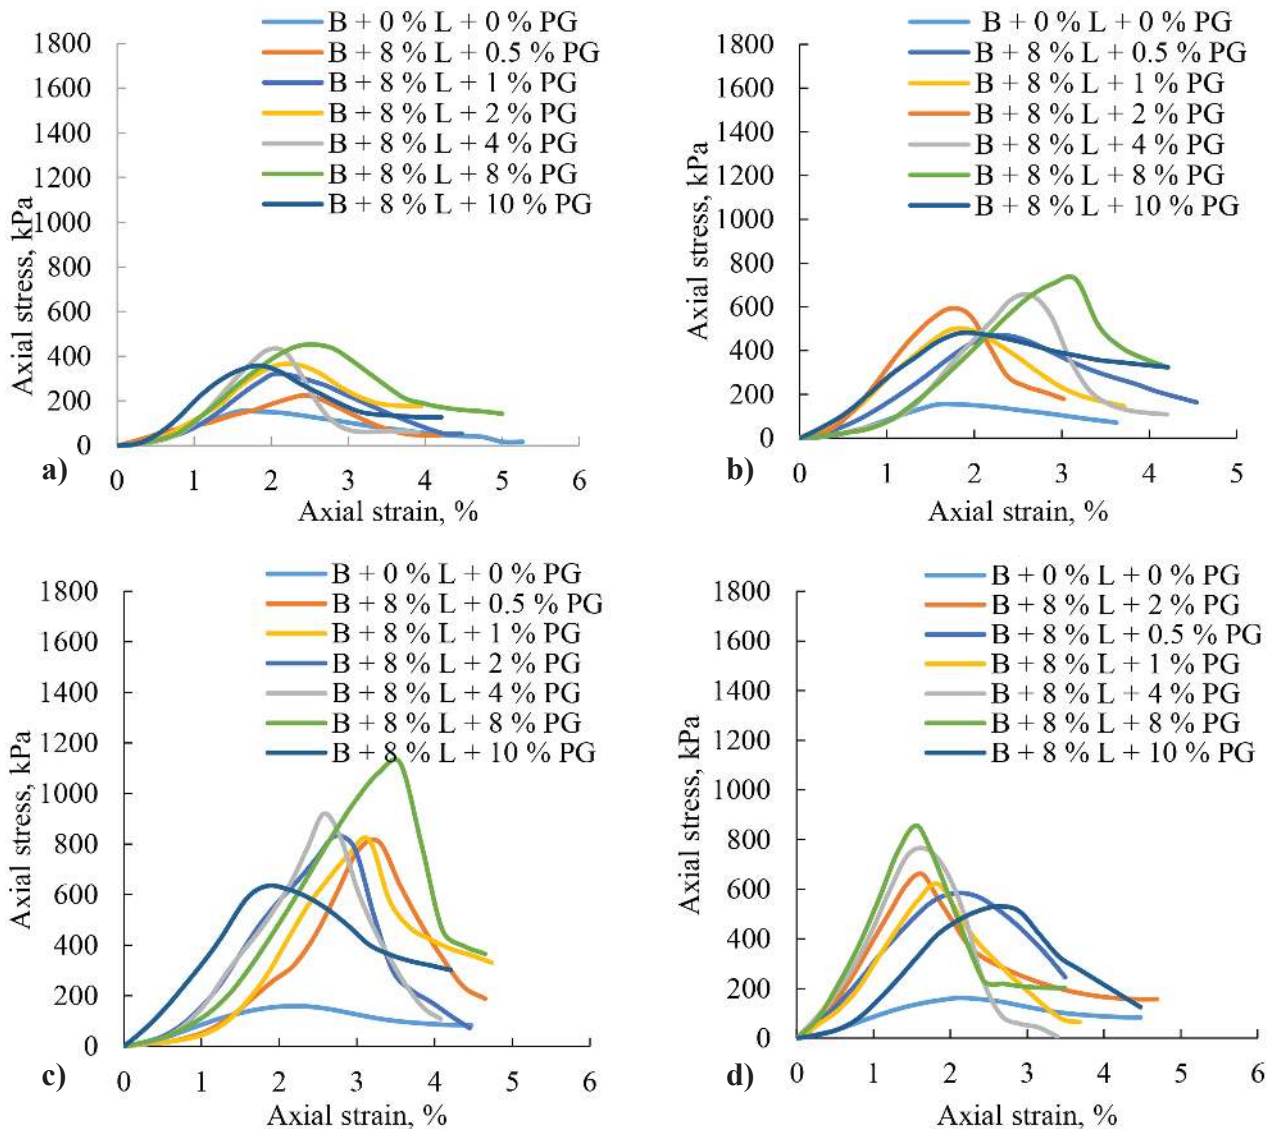 B + 0 % L + 0 % PG
B + 8 % L + 0.5 % PG
B + 8 % L + 1 % PG
B + 8 % L + 2 % PG
B + 8 % L + 4 % PG
B + 8 % L + 8 % PG
B + 8 % L + 10 % PG
1800
1600
1400
1200
1000
800
600
400
200
0
Axial stress, kPa
0 1 2 3 4 5 6
Axial strain, %
a)
B + 0 % L + 0 % PG
B + 8 % L + 0.5 % PG
B + 8 % L + 1 % PG
B + 8 % L + 2 % PG
B + 8 % L + 4 % PG
B + 8 % L + 8 % PG
B + 8 % L + 10 % PG
1800
1600
1400
1200
1000
800
600
400
200
0
Axial stress, kPa
0 1 2 3 4 5
Axial strain, %
b)
B + 0 % L + 0 % PG
B + 8 % L + 0.5 % PG
B + 8 % L + 1 % PG
B + 8 % L + 2 % PG
B + 8 % L + 4 % PG
B + 8 % L + 8 % PG
B + 8 % L + 10 % PG
1800
1600
1400
1200
1000
800
600
400
200
0
Axial stress, kPa
0 1 2 3 4 5 6
Axial strain, %
c)
B + 0 % L + 0 % PG
B + 8 % L + 2 % PG
B + 8 % L + 0.5 % PG
B + 8 % L + 1 % PG
B + 8 % L + 4 % PG
B + 8 % L + 8 % PG
B + 8 % L + 10 % PG
1800
1600
1400
1200
1000
800
600
400
200
0
Axial stress, kPa
0 1 2 3 4 5 6
Axial strain, %
d)